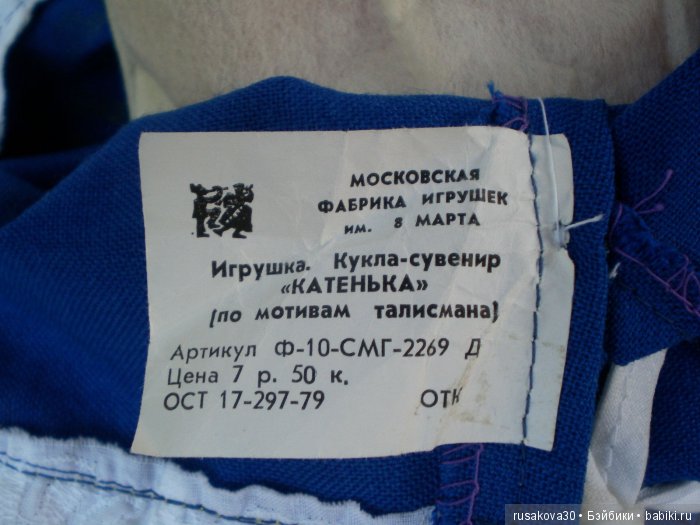 МОСКОВСКАЯ
ФАБРИКА ИГРУШЕК
им. 8 МАРТА
Игрушка. Кукла-сувенир
«КАТЕНЬКА»
(по мотивам талисмана)
Артикул Ф-10-СМГ-2269 Д
Цена 7 р. 50 к.
ОСТ 17-297-79 ОТК
rusakova30 • Бэйбики • babiki.ru